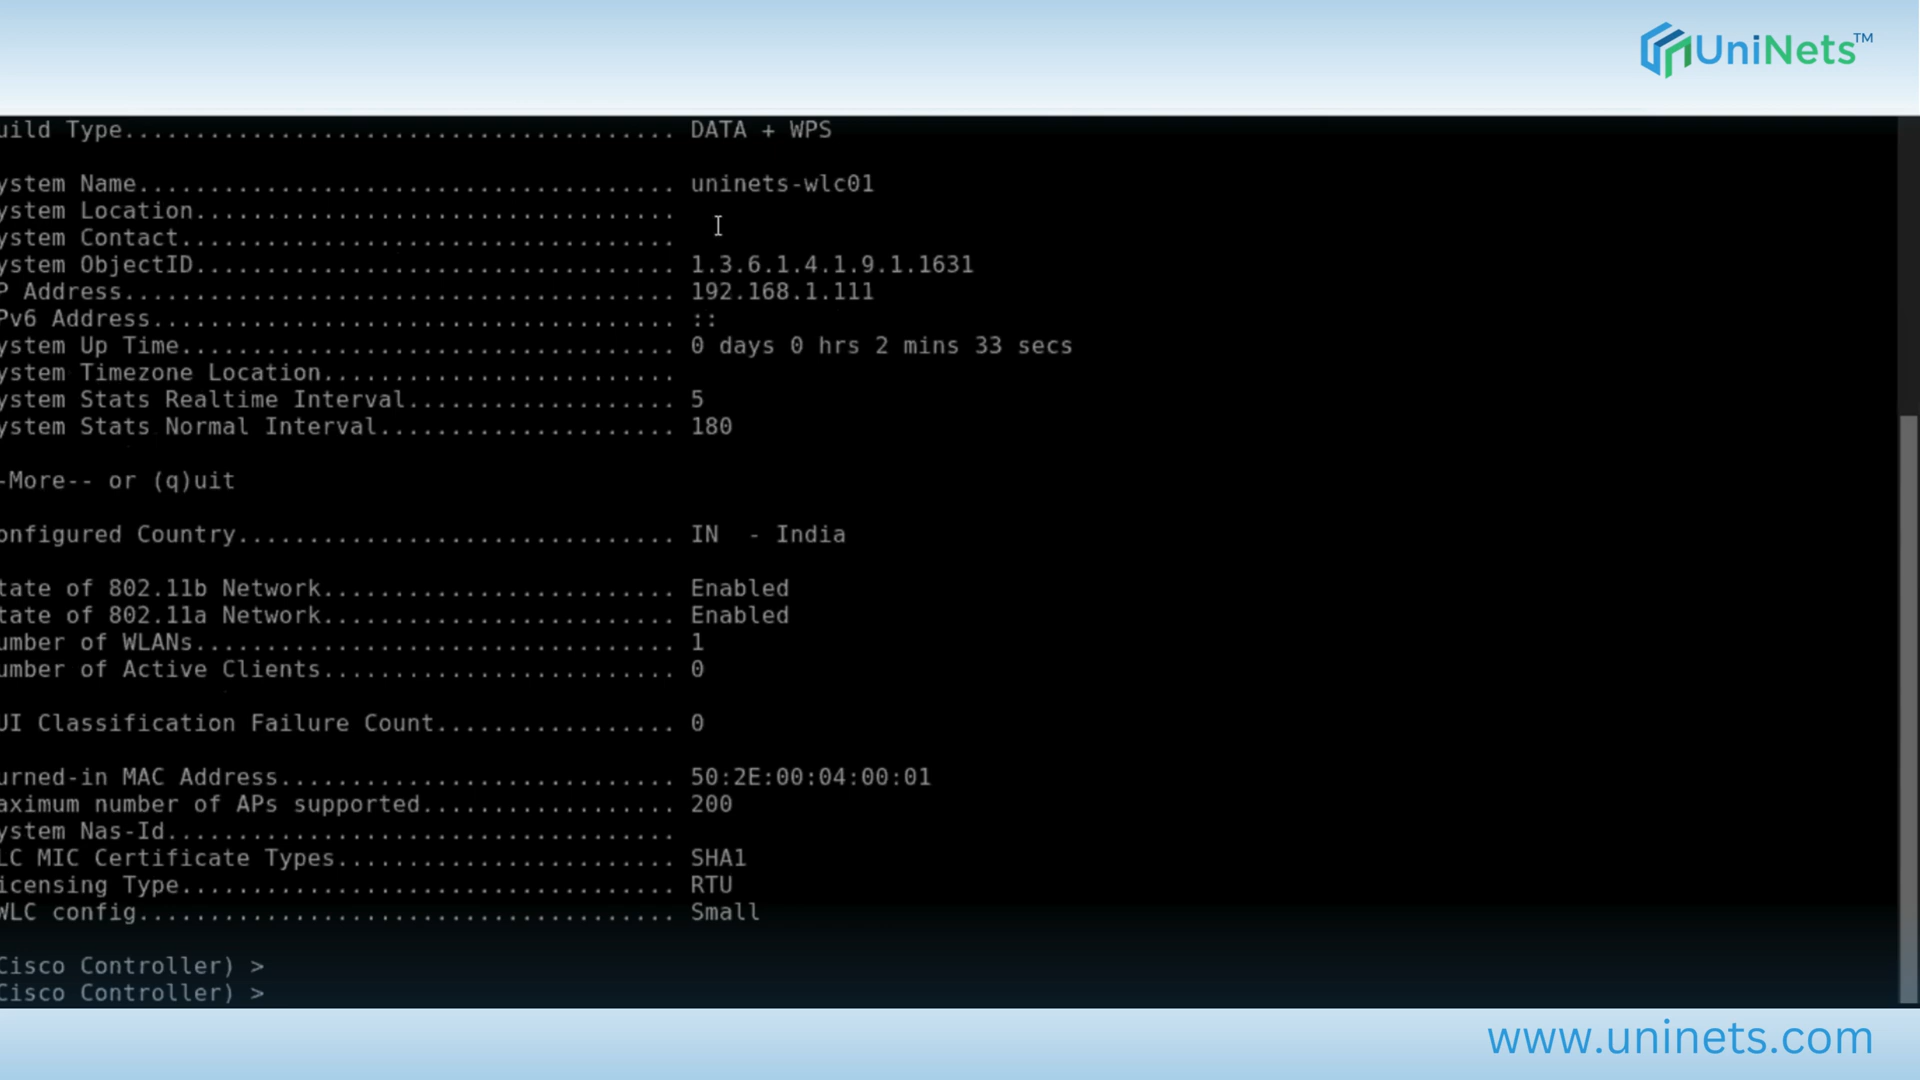 UniNets™
uild Type....................................... DATA + WPS
ystem Name...................................... uninets-wlc01
ystem Location..................................
ystem Contact...................................
ystem ObjectID.................................. 1.3.6.1.4.1.9.1.1631
P Address....................................... 192.168.1.111
Pv6 Address..................................... ::
ystem Up Time................................... 0 days 0 hrs 2 mins 33 secs
ystem Timezone Location.........................
ystem Stats Realtime Interval................... 5
ystem Stats Normal Interval..................... 180
-More-- or (q)uit
onfigured Country............................... IN  - India
tate of 802.11b Network......................... Enabled
tate of 802.11a Network......................... Enabled
umber of WLANs.................................. 1
umber of Active Clients......................... 0
UI Classification Failure Count................. 0
urned-in MAC Address............................ 50:2E:00:04:00:01
aximum number of APs supported.................. 200
ystem Nas-Id....................................
LC MIC Certificate Types........................ SHA1
icensing Type................................... RTU
WLC config...................................... Small
Cisco Controller) >
Cisco Controller) >
www.uninets.com